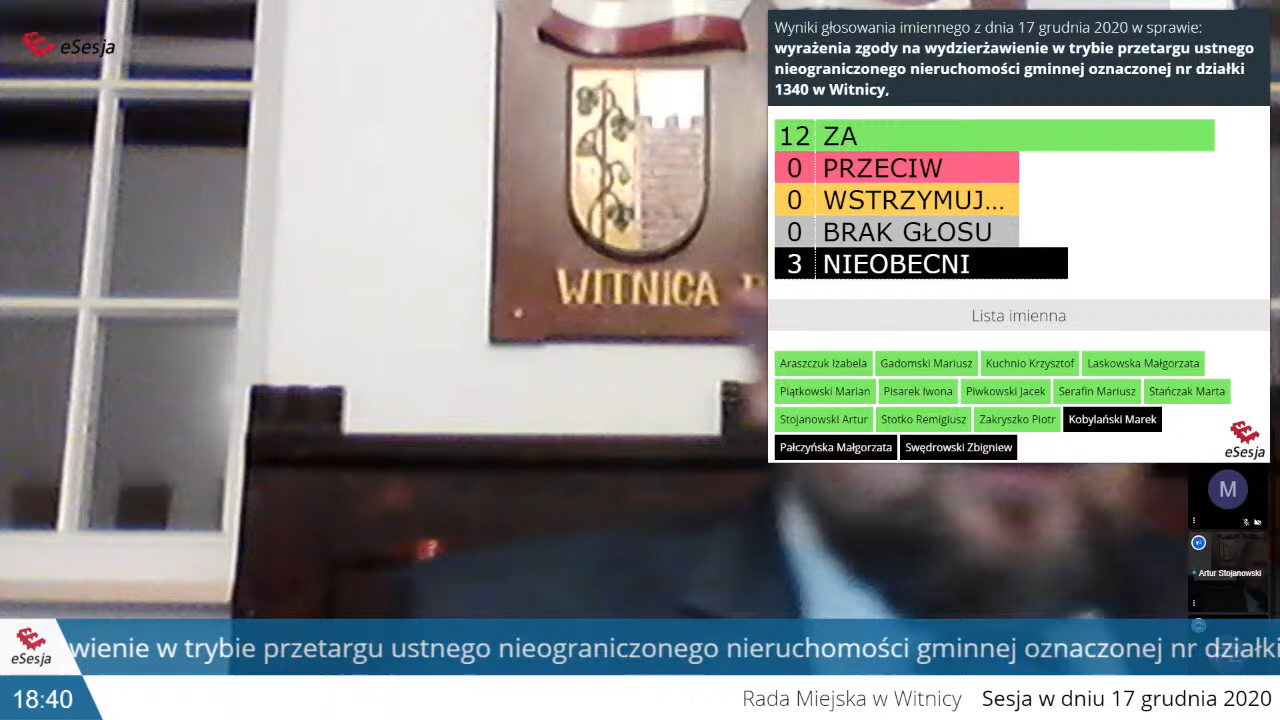 eSesja
Wyniki głosowania imiennego z dnia 17 grudnia 2020 w sprawie:
wyrażenia zgody na wydzierżawienie w trybie przetargu ustnego
nieograniczonego nieruchomości gminnej oznaczonej nr działki
1340 w Witnicy,
12 ZA
0 PRZECIW
0 WSTRZYMUJ...
0 BRAK GŁOSU
3 NIEOBECNI
WITNICA
Lista imienna
Araszczuk Izabela Gadomski Mariusz Kuchnio Krzysztof Laskowska Małgorzata
Piątkowski Marian Pisarek Iwona Piwkowski Jacek Serafin Mariusz Stańczak Marta
Stojanowski Artur Stotko Remigiusz Zakryszko Piotr Kobylański Marek
Pałczyńska Małgorzata Swędrowski Zbigniew
eSesja
M
Artur Stojanowski
eSesja
wienie w trybie przetargu ustnego nieograniczonego nieruchomości gminnej oznaczonej nr działki
18:40
Rada Miejska w Witnicy Sesja w dniu 17 grudnia 2020